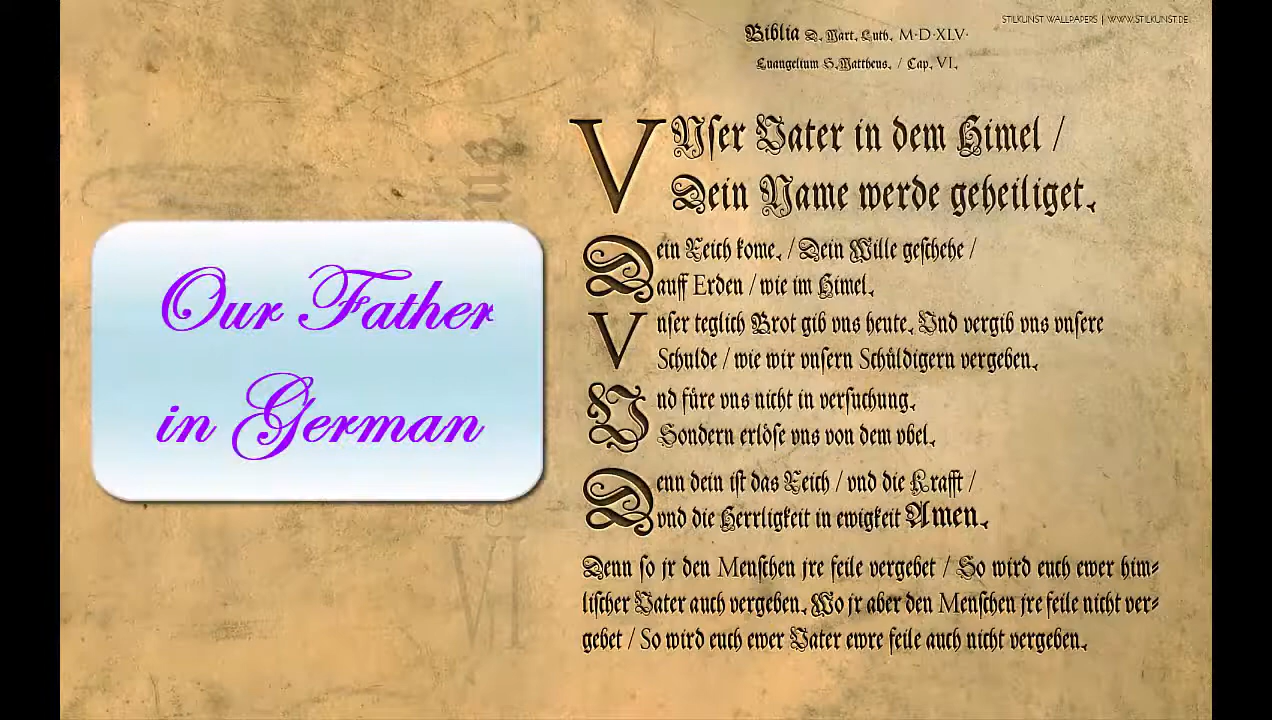 STILKUNST WALLPAPERS | WWW.STILKUNST.DE
Biblia D. Mart. Luth. M·D·XLV·
Euangelium S. Mattheus. / Cap. VI.
Our Father
in German
VNser Vater in dem Himel /
Dein Name werde geheiliget.
Dein Reich kome. / Dein Wille geschehe /
auff Erden / wie im Himel.
Vnser teglich Brot gib vns heute. Vnd vergib vns vnsere
Schulde / wie wir vnsern Schüldigern vergeben.
Vnd füre vns nicht in versuchung.
Sondern erlöse vns von dem vbel.
Denn dein ist das Reich / vnd die Krafft /
vnd die Herrligkeit in ewigkeit Amen.
Denn so jr den Menschen jre feile vergebet / So wird euch ewer him-
lischer Vater auch vergeben. Wo jr aber den Menschen jre feile nicht ver-
gebet / So wird euch ewer Vater ewre feile auch nicht vergeben.
VI